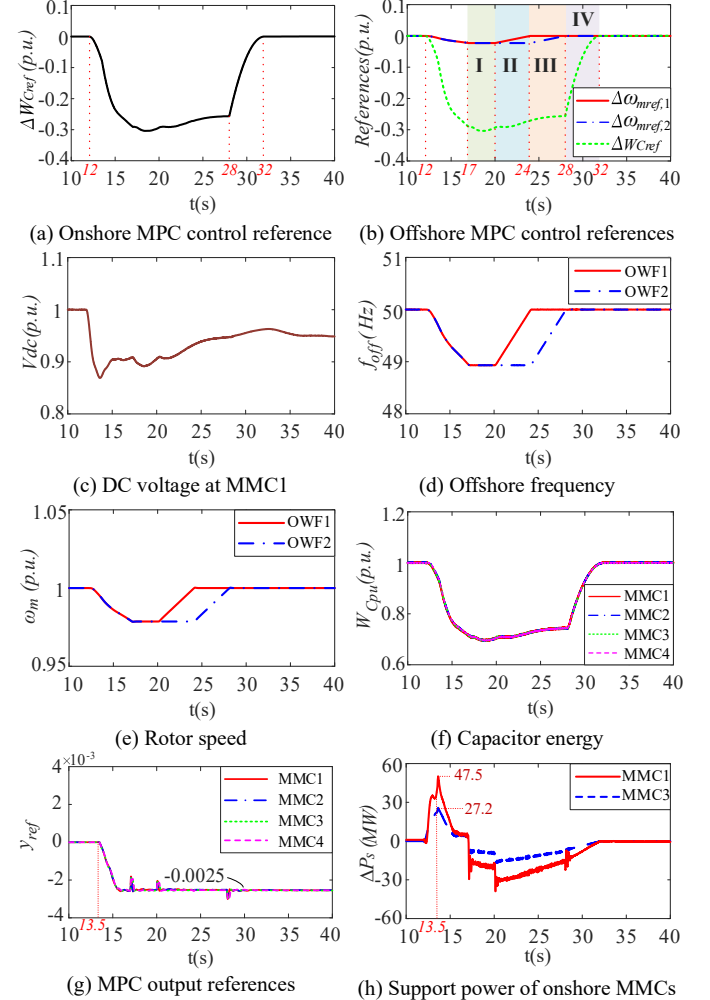 ΔW_Cref (p.u.)
0.1
0
-0.1
-0.2
-0.3
-0.4
10 15 20 25 30 35 40
12 28 32
t(s)
(a) Onshore MPC control reference
References(p.u.)
0.1
0
-0.1
-0.2
-0.3
-0.4
I II III IV
Δω_mref,1
Δω_mref,2
ΔW_Cref
10 15 20 25 30 35 40
12 17 24 28 32
t(s)
(b) Offshore MPC control references
Vdc(p.u.)
1.1
1
0.9
0.8
10 15 20 25 30 35 40
t(s)
(c) DC voltage at MMC1
f_off (Hz)
51
50
49
48
OWF1
OWF2
10 15 20 25 30 35 40
t(s)
(d) Offshore frequency
ω_m (p.u.)
1.05
1
0.95
OWF1
OWF2
10 15 20 25 30 35 40
t(s)
(e) Rotor speed
W_Cpu(p.u.)
1.2
1
0.8
0.6
MMC1
MMC2
MMC3
MMC4
10 15 20 25 30 35 40
t(s)
(f) Capacitor energy
y_ref
×10⁻³
4
2
0
-2
-4
MMC1
MMC2
MMC3
MMC4
-0.0025
13.5
10 15 20 25 30 35 40
t(s)
(g) MPC output references
ΔP_s (MW)
60
30
0
-30
-60
47.5
27.2
MMC1
MMC3
13.5
10 15 20 25 30 35 40
t(s)
(h) Support power of onshore MMCs